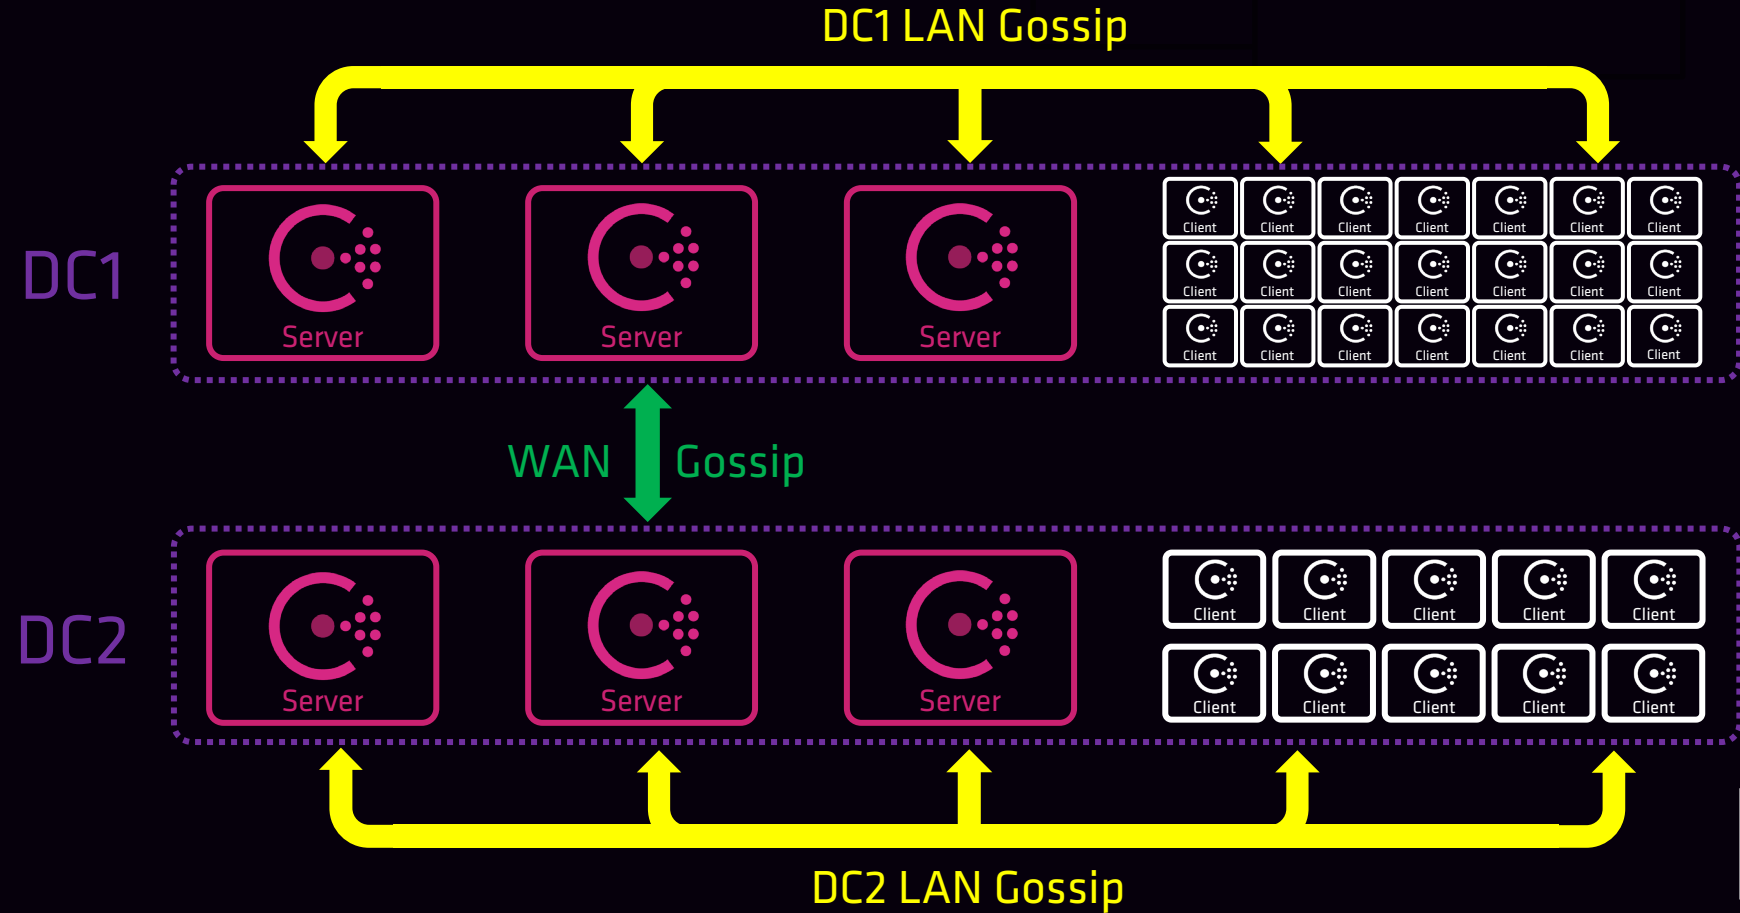 DC1 LAN Gossip
DC1
Server Server Server
Client Client Client Client Client Client Client
Client Client Client Client Client Client Client
Client Client Client Client Client Client Client
WAN Gossip
DC2
Server Server Server
Client Client Client Client Client
Client Client Client Client Client
DC2 LAN Gossip